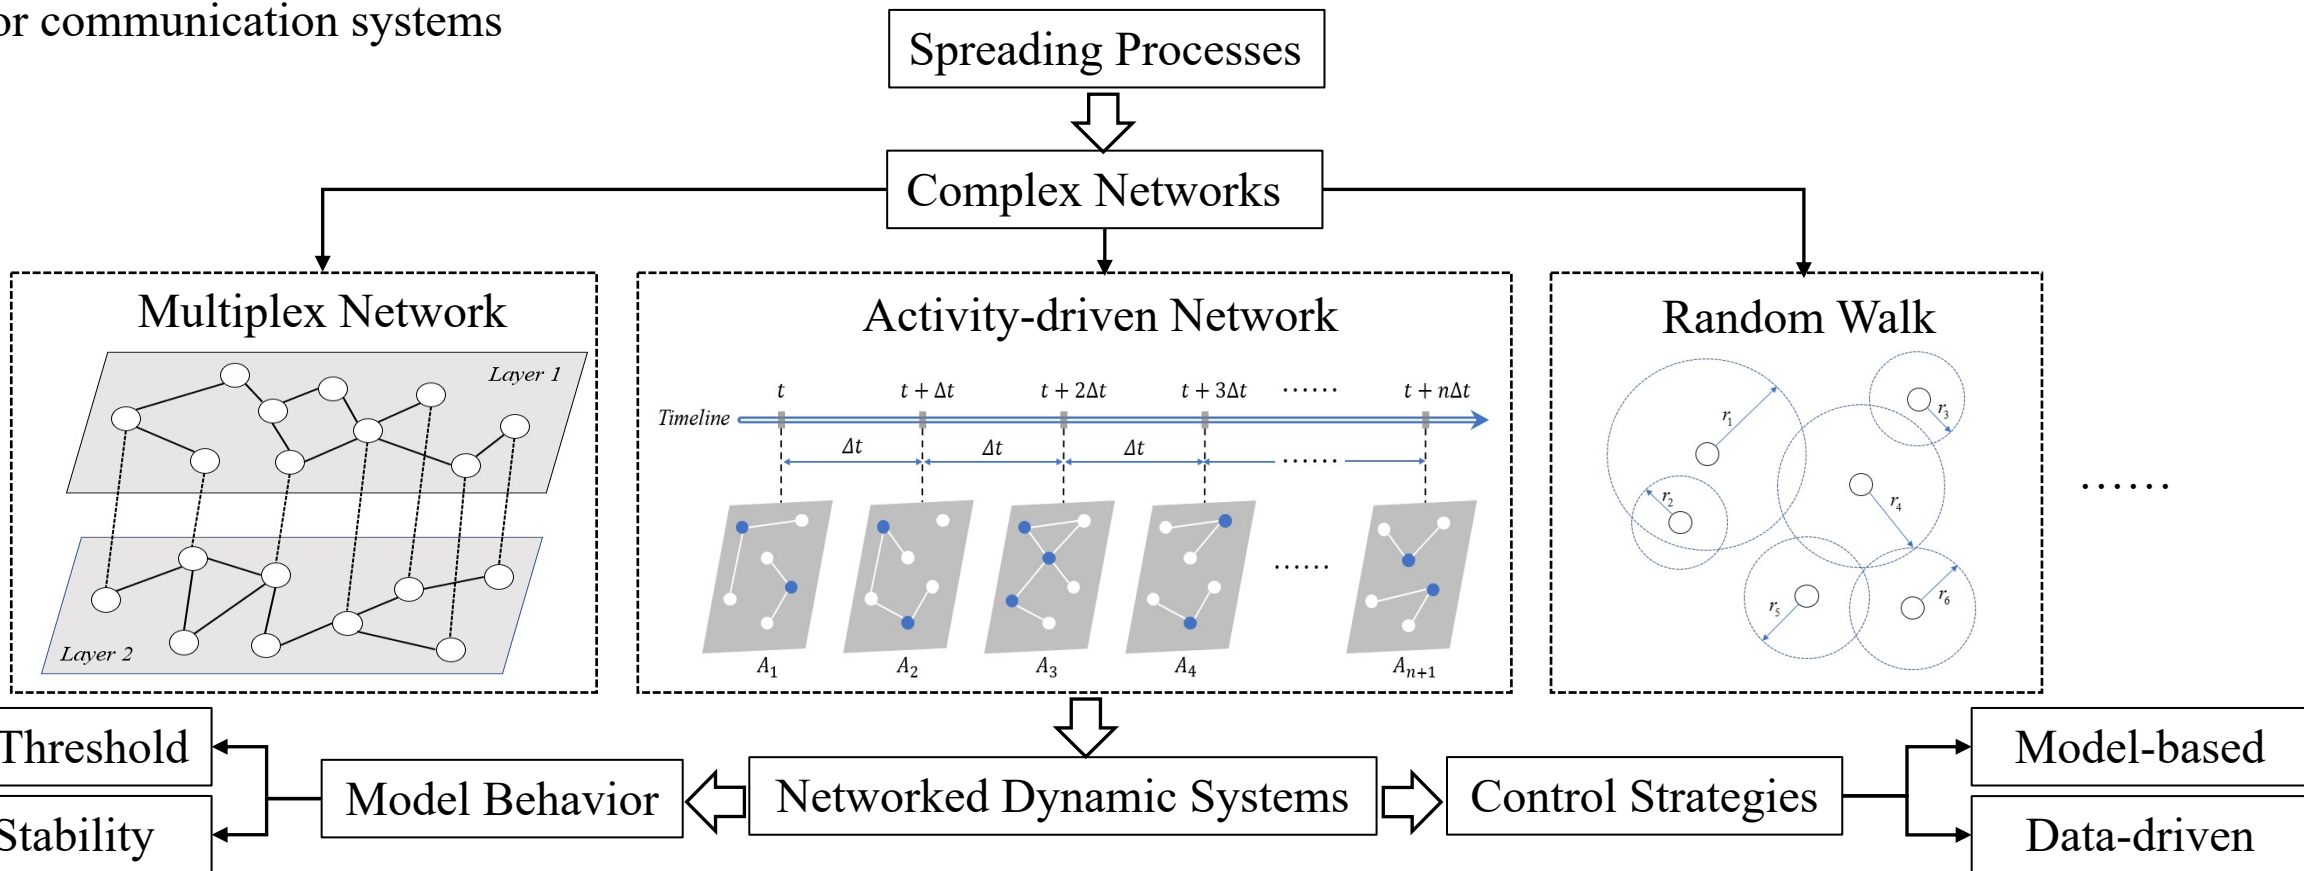 or communication systems
Spreading Processes
Complex Networks
Multiplex Network
Layer 1
Layer 2
Activity-driven Network
t t + Δt t + 2Δt t + 3Δt ...... t + nΔt
Timeline
Δt Δt Δt ......
......
A1 A2 A3 A4 An+1
Random Walk
r1
r2
r3
r4
r5
r6
......
Threshold
Stability
Model Behavior
Networked Dynamic Systems
Control Strategies
Model-based
Data-driven